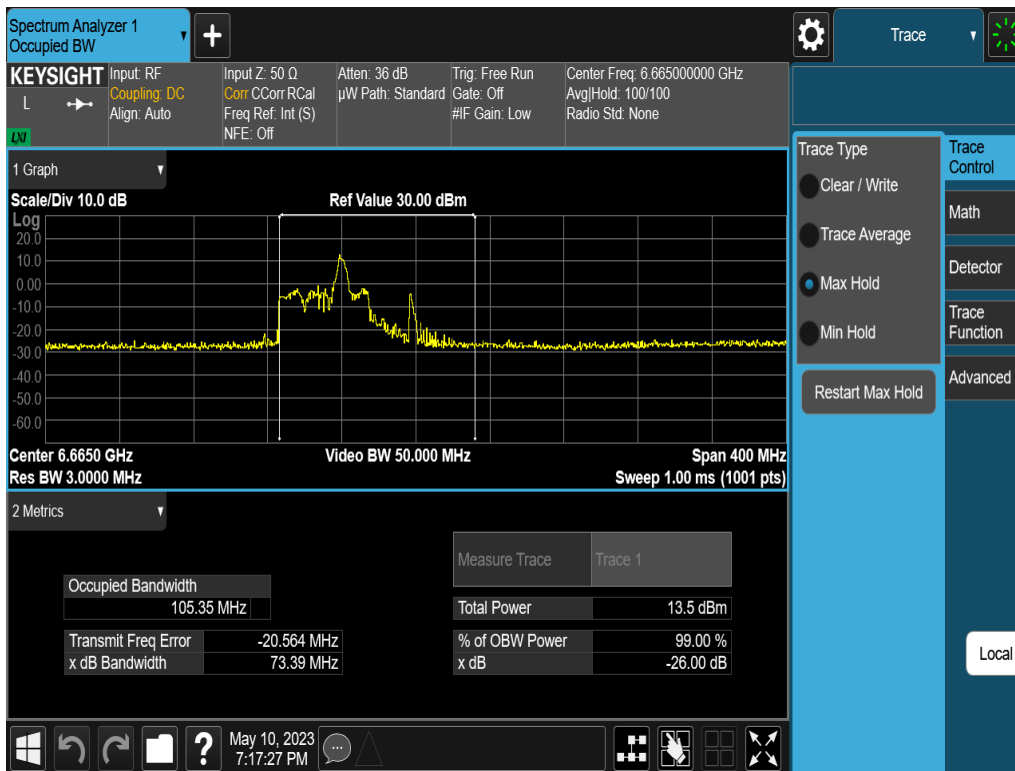 Spectrum Analyzer 1
Occupied BW
+
Trace
KEYSIGHT
L
LXI
Input: RF
Coupling: DC
Align: Auto
Input Z: 50 Ω
Corr CCorr RCal
Freq Ref: Int (S)
NFE: Off
Atten: 36 dB
µW Path: Standard
Trig: Free Run
Gate: Off
#IF Gain: Low
Center Freq: 6.665000000 GHz
Avg|Hold: 100/100
Radio Std: None
1 Graph
Scale/Div 10.0 dB
Ref Value 30.00 dBm
Log
20.0
10.0
0.00
-10.0
-20.0
-30.0
-40.0
-50.0
-60.0
Center 6.6650 GHz
Video BW 50.000 MHz
Span 400 MHz
Res BW 3.0000 MHz
Sweep 1.00 ms (1001 pts)
2 Metrics
Measure Trace
Trace 1
Occupied Bandwidth
105.35 MHz
Total Power
13.5 dBm
Transmit Freq Error
-20.564 MHz
% of OBW Power
99.00 %
x dB Bandwidth
73.39 MHz
x dB
-26.00 dB
Trace Type
Clear / Write
Trace Average
Max Hold
Min Hold
Restart Max Hold
Trace
Control
Math
Detector
Trace
Function
Advanced
Local
?
May 10, 2023
7:17:27 PM